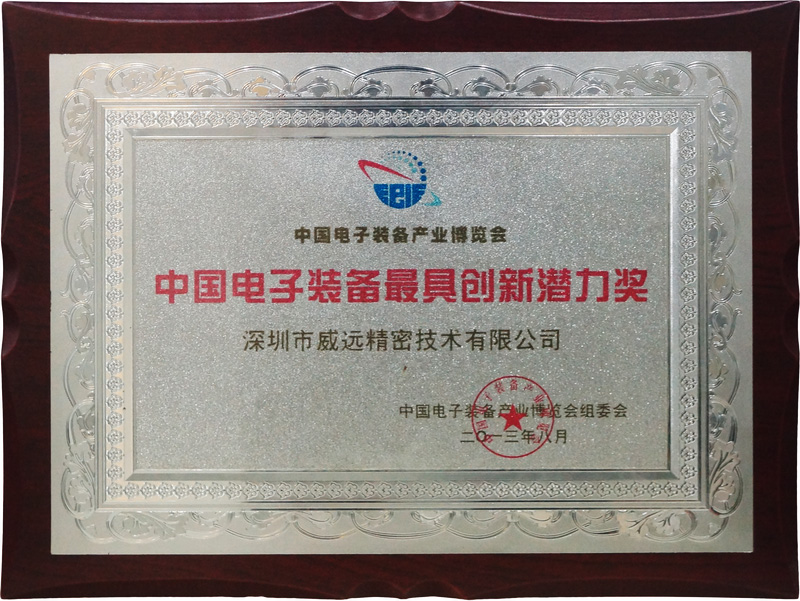 EEIF
中国电子装备产业博览会
中国电子装备最具创新潜力奖
深圳市威远精密技术有限公司
中国电子装备产业博览会组委会
二〇一三年八月